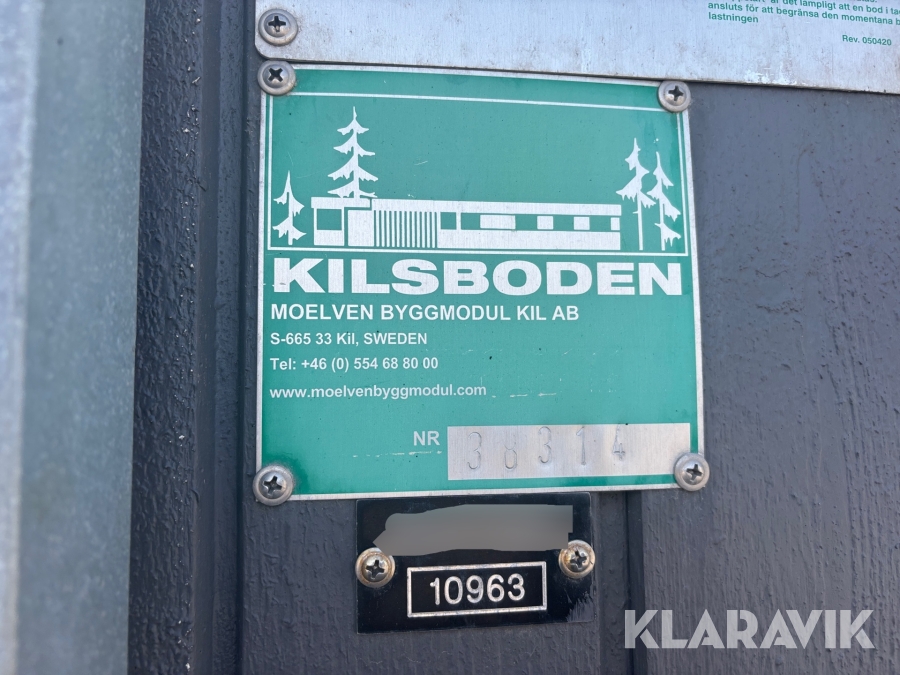 är det lämpligt att en bod i ta
ansluts för att begränsa den momentana b
lastningen
Rev. 050420
KILSBODEN
MOELVEN BYGGMODUL KIL AB
S-665 33 Kil, SWEDEN
Tel: +46 (0) 554 68 80 00
www.moelvenbyggmodul.com
NR 38314
10963
KLARAVIK